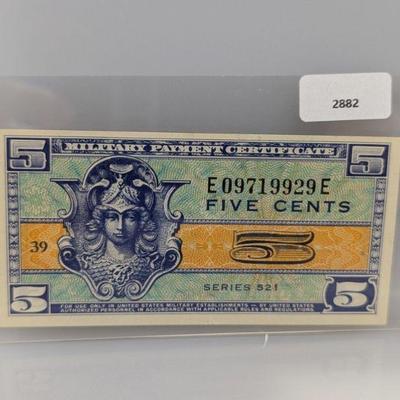 2882
5 MILITARY PAYMENT CERTIFICATE 5
E09719929E
FIVE CENTS
39
5
SERIES 521
5 5
FOR USE ONLY IN UNITED STATES MILITARY ESTABLISHMENTS — BY UNITED STATES
AUTHORIZED PERSONNEL IN ACCORDANCE WITH APPLICABLE RULES AND REGULATIONS